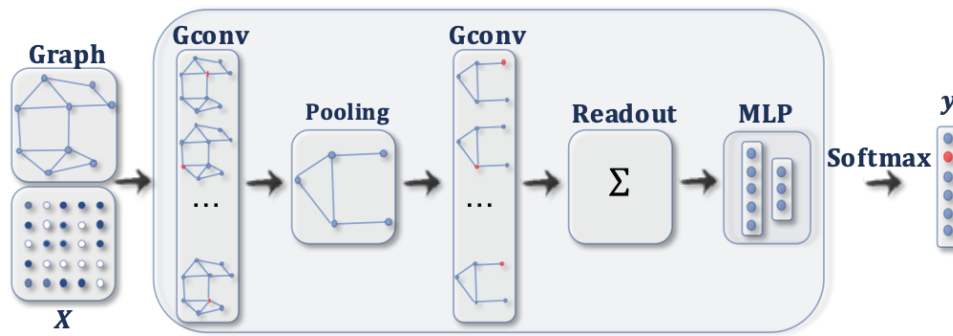 Graph
X
Gconv
...
Pooling
Gconv
...
Readout
Σ
MLP
Softmax
y